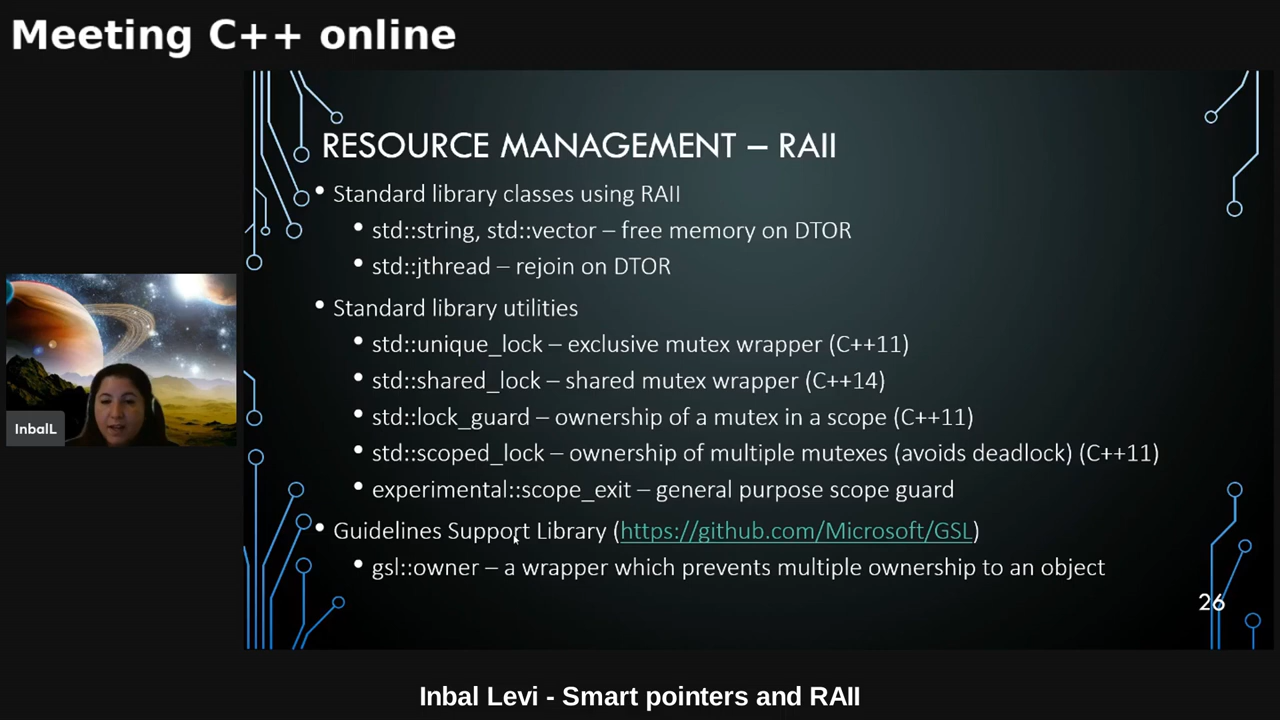 Meeting C++ online
RESOURCE MANAGEMENT – RAII
• Standard library classes using RAII
• std::string, std::vector – free memory on DTOR
• std::jthread – rejoin on DTOR
• Standard library utilities
• std::unique_lock – exclusive mutex wrapper (C++11)
• std::shared_lock – shared mutex wrapper (C++14)
• std::lock_guard – ownership of a mutex in a scope (C++11)
• std::scoped_lock – ownership of multiple mutexes (avoids deadlock) (C++11)
• experimental::scope_exit – general purpose scope guard
• Guidelines Support Library (https://github.com/Microsoft/GSL)
• gsl::owner – a wrapper which prevents multiple ownership to an object
26
InbalL
Inbal Levi - Smart pointers and RAII